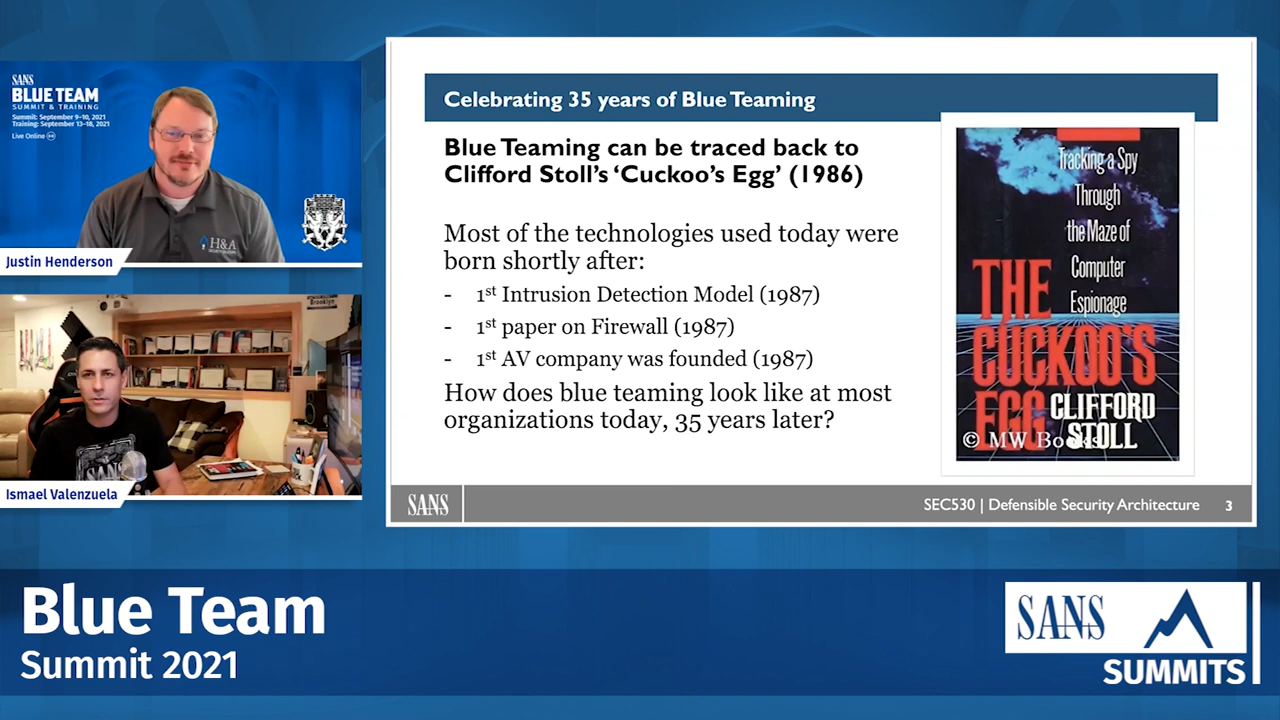 SANS
BLUE TEAM
SUMMIT & TRAINING
Summit: September 9-10, 2021
Training: September 13-18, 2021
Live Online
H&A
Justin Henderson
Brooklyn
SANS
Ismael Valenzuela
Celebrating 35 years of Blue Teaming
Blue Teaming can be traced back to
Clifford Stoll's ‘Cuckoo's Egg’ (1986)
Most of the technologies used today were
born shortly after:
- 1st Intrusion Detection Model (1987)
- 1st paper on Firewall (1987)
- 1st AV company was founded (1987)
How does blue teaming look like at most
organizations today, 35 years later?
Tracking a Spy
Through
the Maze of
Computer
Espionage
THE
CUCKOO'S
EGG
CLIFFORD
STOLL
© MW Books
SANS
SEC530 | Defensible Security Architecture 3
Blue Team
Summit 2021
SANS
SUMMITS